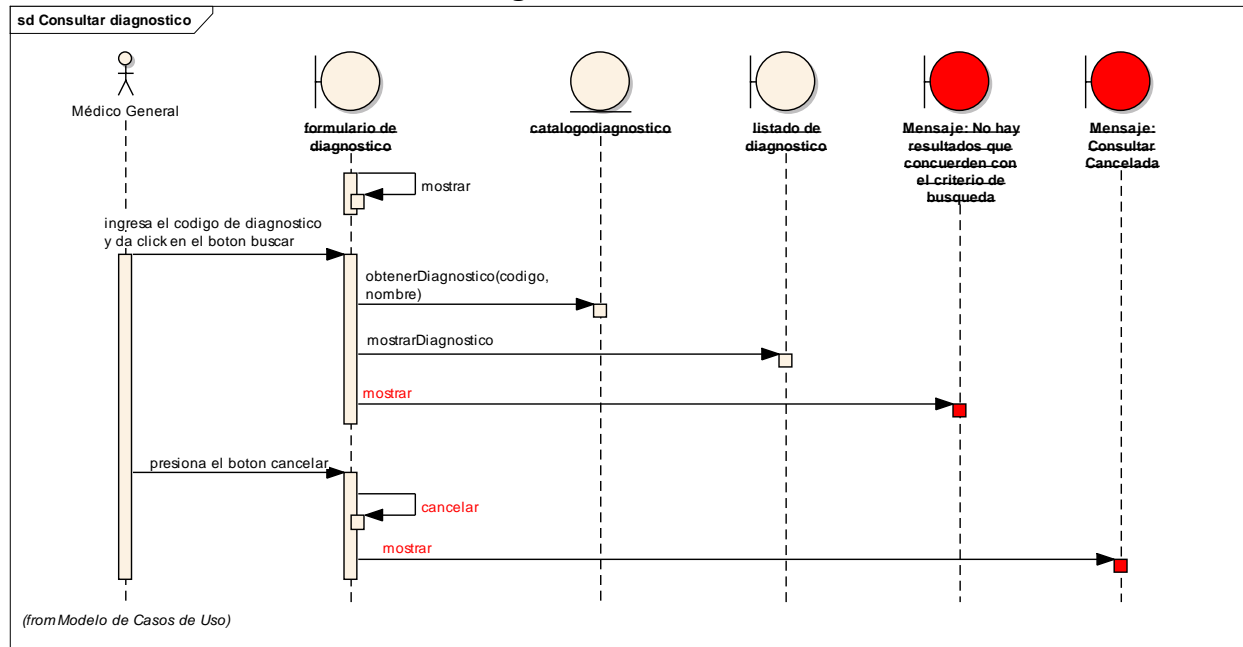 sd Consultar diagnostico
Médico General
formulario de
diagnostico
catalogodiagnostico
listado de
diagnostico
Mensaje: No hay
resultados que
concuerden con
el criterio de
busqueda
Mensaje:
Consultar
Cancelada
mostrar
ingresa el codigo de diagnostico
y da click en el boton buscar
obtenerDiagnostico(codigo,
nombre)
mostrarDiagnostico
mostrar
presiona el boton cancelar
cancelar
mostrar
(from Modelo de Casos de Uso)